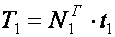 T₁ = N₁ᵀ · t₁